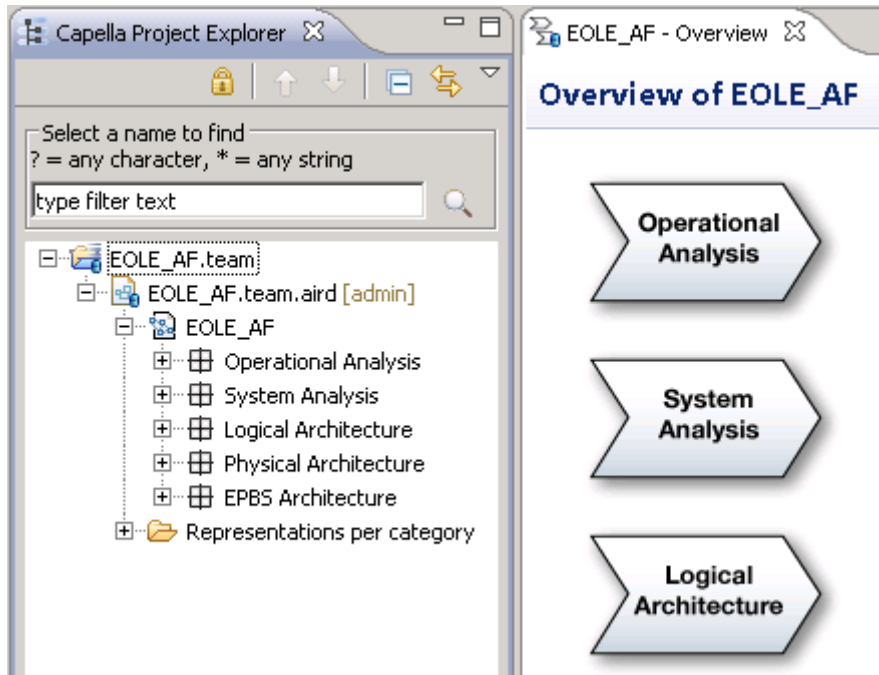 Capella Project Explorer
Select a name to find
? = any character, * = any string
type filter text
EOLE_AF.team
EOLE_AF.team.aird [admin]
EOLE_AF
Operational Analysis
System Analysis
Logical Architecture
Physical Architecture
EPBS Architecture
Representations per category
EOLE_AF - Overview
Overview of EOLE_AF
Operational
Analysis
System
Analysis
Logical
Architecture